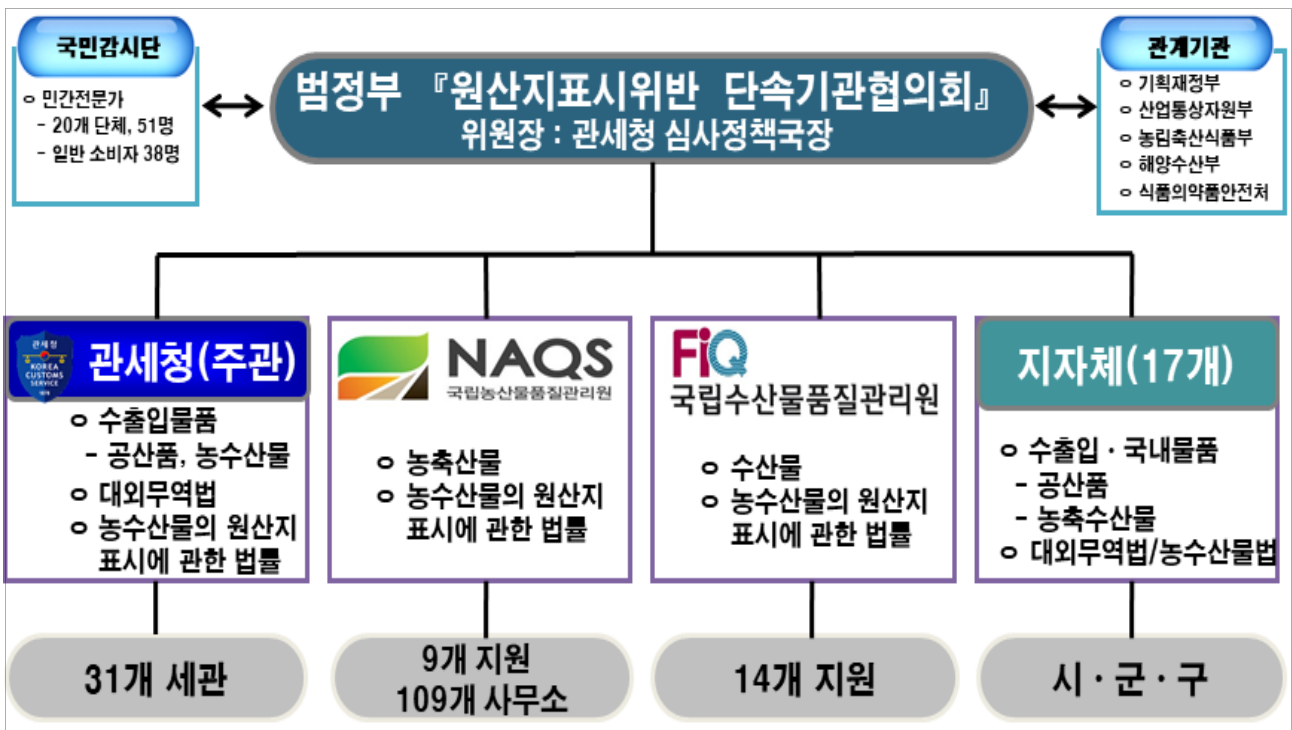 국민감시단
ㅇ 민간전문가
- 20개 단체, 51명
- 일반 소비자 38명
범정부 『원산지표시위반 단속기관협의회』
위원장 : 관세청 심사정책국장
관계기관
ㅇ 기획재정부
ㅇ 산업통상자원부
ㅇ 농림축산식품부
ㅇ 해양수산부
ㅇ 식품의약품안전처
관세청
KOREA
CUSTOMS
SERVICE
관세청(주관)
ㅇ 수출입물품
- 공산품, 농수산물
ㅇ 대외무역법
ㅇ 농수산물의 원산지
표시에 관한 법률
31개 세관
NAQS
국립농산물품질관리원
ㅇ 농축산물
ㅇ 농수산물의 원산지
표시에 관한 법률
9개 지원
109개 사무소
FiQ
국립수산물품질관리원
ㅇ 수산물
ㅇ 농수산물의 원산지
표시에 관한 법률
14개 지원
지자체(17개)
ㅇ 수출입 · 국내물품
- 공산품
- 농축수산물
ㅇ 대외무역법/농수산물법
시 · 군 · 구